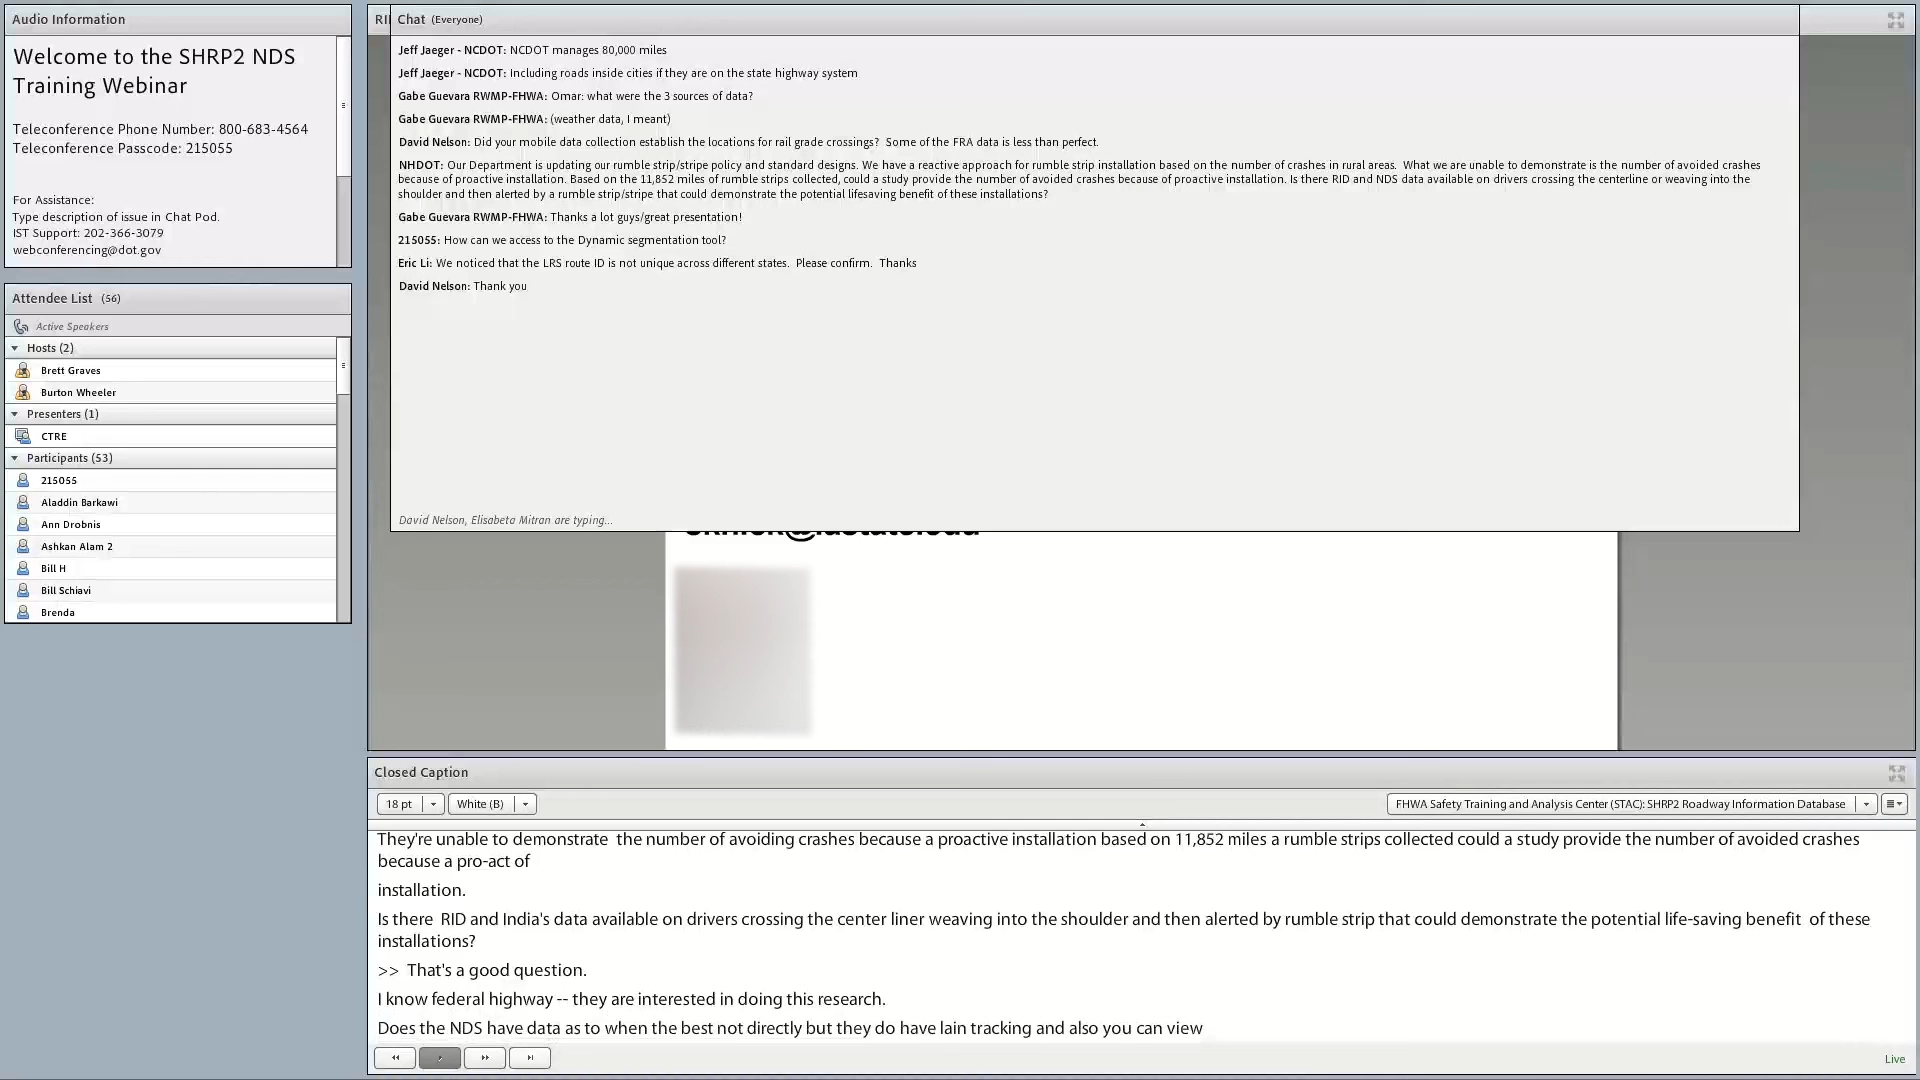 Audio Information
Welcome to the SHRP2 NDS
Training Webinar
Teleconference Phone Number: 800-683-4564
Teleconference Passcode: 215055
For Assistance:
Type description of issue in Chat Pod.
IST Support: 202-366-3079
webconferencing@dot.gov
Attendee List (56)
Active Speakers
Hosts (2)
Brett Graves
Burton Wheeler
Presenters (1)
CTRE
Participants (53)
215055
Aladdin Barkawi
Ann Drobnis
Ashkan Alam 2
Bill H
Bill Schiavi
Brenda
Chat (Everyone)
Jeff Jaeger - NCDOT: NCDOT manages 80,000 miles
Jeff Jaeger - NCDOT: Including roads inside cities if they are on the state highway system
Gabe Guevara RWMP-FHWA: Omar: what were the 3 sources of data?
Gabe Guevara RWMP-FHWA: (weather data, I meant)
David Nelson: Did your mobile data collection establish the locations for rail grade crossings? Some of the FRA data is less than perfect.
NHDOT: Our Department is updating our rumble strip/stripe policy and standard designs. We have a reactive approach for rumble strip installation based on the number of crashes in rural areas. What we are unable to demonstrate is the number of avoided crashes
because of proactive installation. Based on the 11,852 miles of rumble strips collected, could a study provide the number of avoided crashes because of proactive installation. Is there RID and NDS data available on drivers crossing the centerline or weaving into the
shoulder and then alerted by a rumble strip/stripe that could demonstrate the potential lifesaving benefit of these installations?
Gabe Guevara RWMP-FHWA: Thanks a lot guys/great presentation!
215055: How can we access to the Dynamic segmentation tool?
Eric Li: We noticed that the LRS route ID is not unique across different states. Please confirm. Thanks
David Nelson: Thank you
David Nelson, Elisabeta Mitran are typing...
Closed Caption
18 pt
White (B)
FHWA Safety Training and Analysis Center (STAC): SHRP2 Roadway Information Database
They're unable to demonstrate the number of avoiding crashes because a proactive installation based on 11,852 miles a rumble strips collected could a study provide the number of avoided crashes
because a pro-act of
installation.
Is there RID and India's data available on drivers crossing the center liner weaving into the shoulder and then alerted by rumble strip that could demonstrate the potential life-saving benefit of these
installations?
>> That's a good question.
I know federal highway -- they are interested in doing this research.
Does the NDS have data as to when the best not directly but they do have lain tracking and also you can view
Live